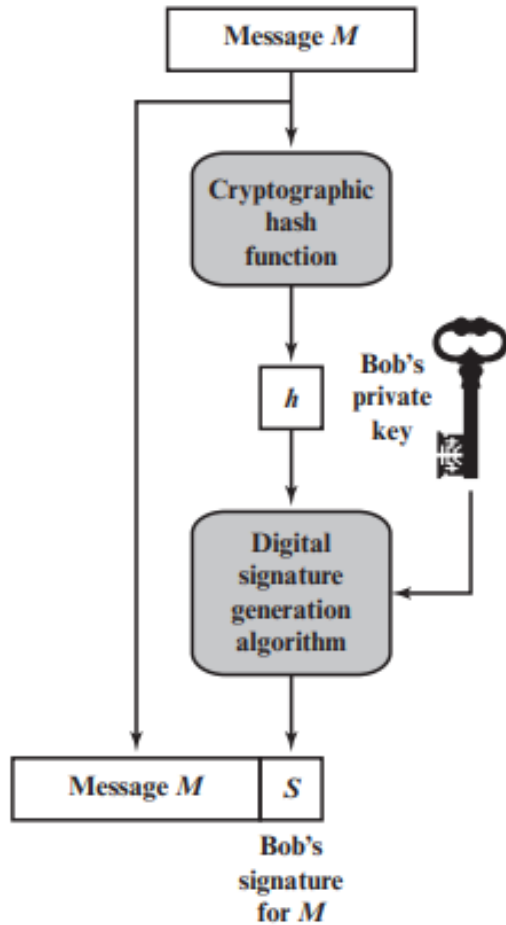 Message M
Cryptographic
hash
function
Bob's
private
key
h
Digital
signature
generation
algorithm
Message M
S
Bob's
signature
for M